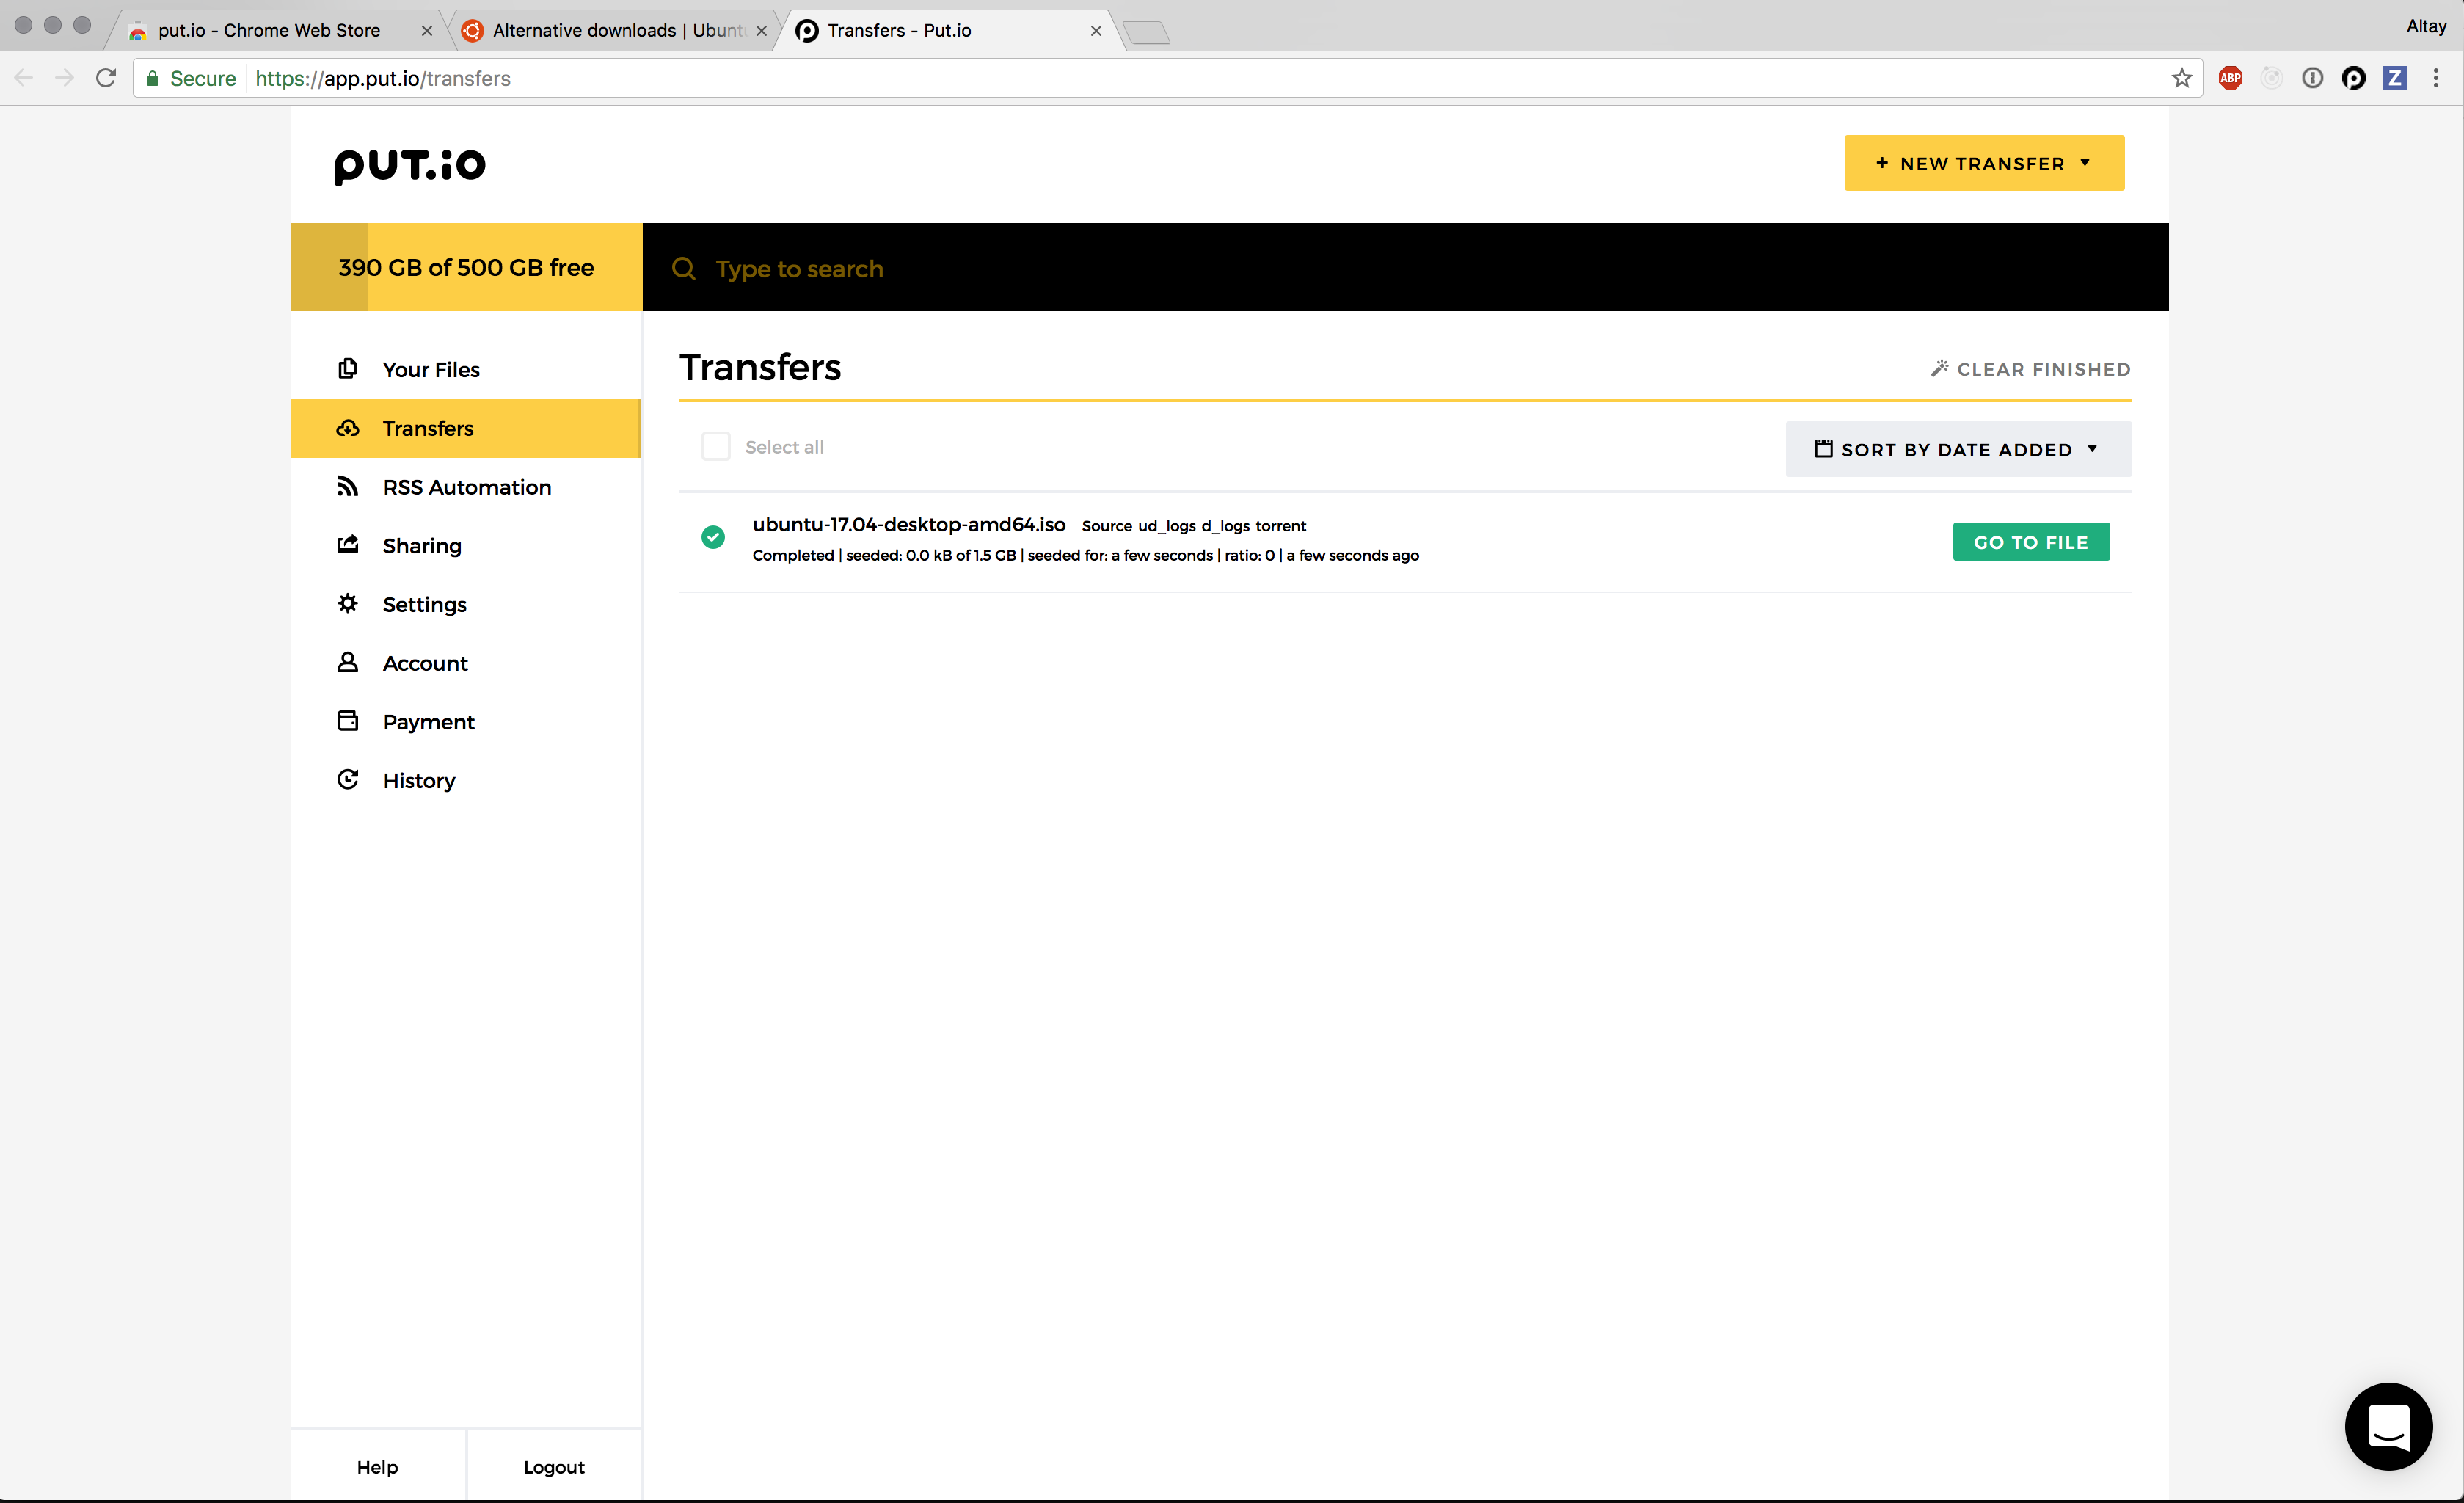 put.io - Chrome Web Store
Alternative downloads | Ubuntu
Transfers - Put.io
Altay
Secure https://app.put.io/transfers
ABP
Z
PUT.io
+ NEW TRANSFER
390 GB of 500 GB free
Type to search
Your Files
Transfers
RSS Automation
Sharing
Settings
Account
Payment
History
Help
Logout
Transfers
CLEAR FINISHED
Select all
SORT BY DATE ADDED
ubuntu-17.04-desktop-amd64.iso Source ud_logs d_logs torrent
Completed | seeded: 0.0 kB of 1.5 GB | seeded for: a few seconds | ratio: 0 | a few seconds ago
GO TO FILE